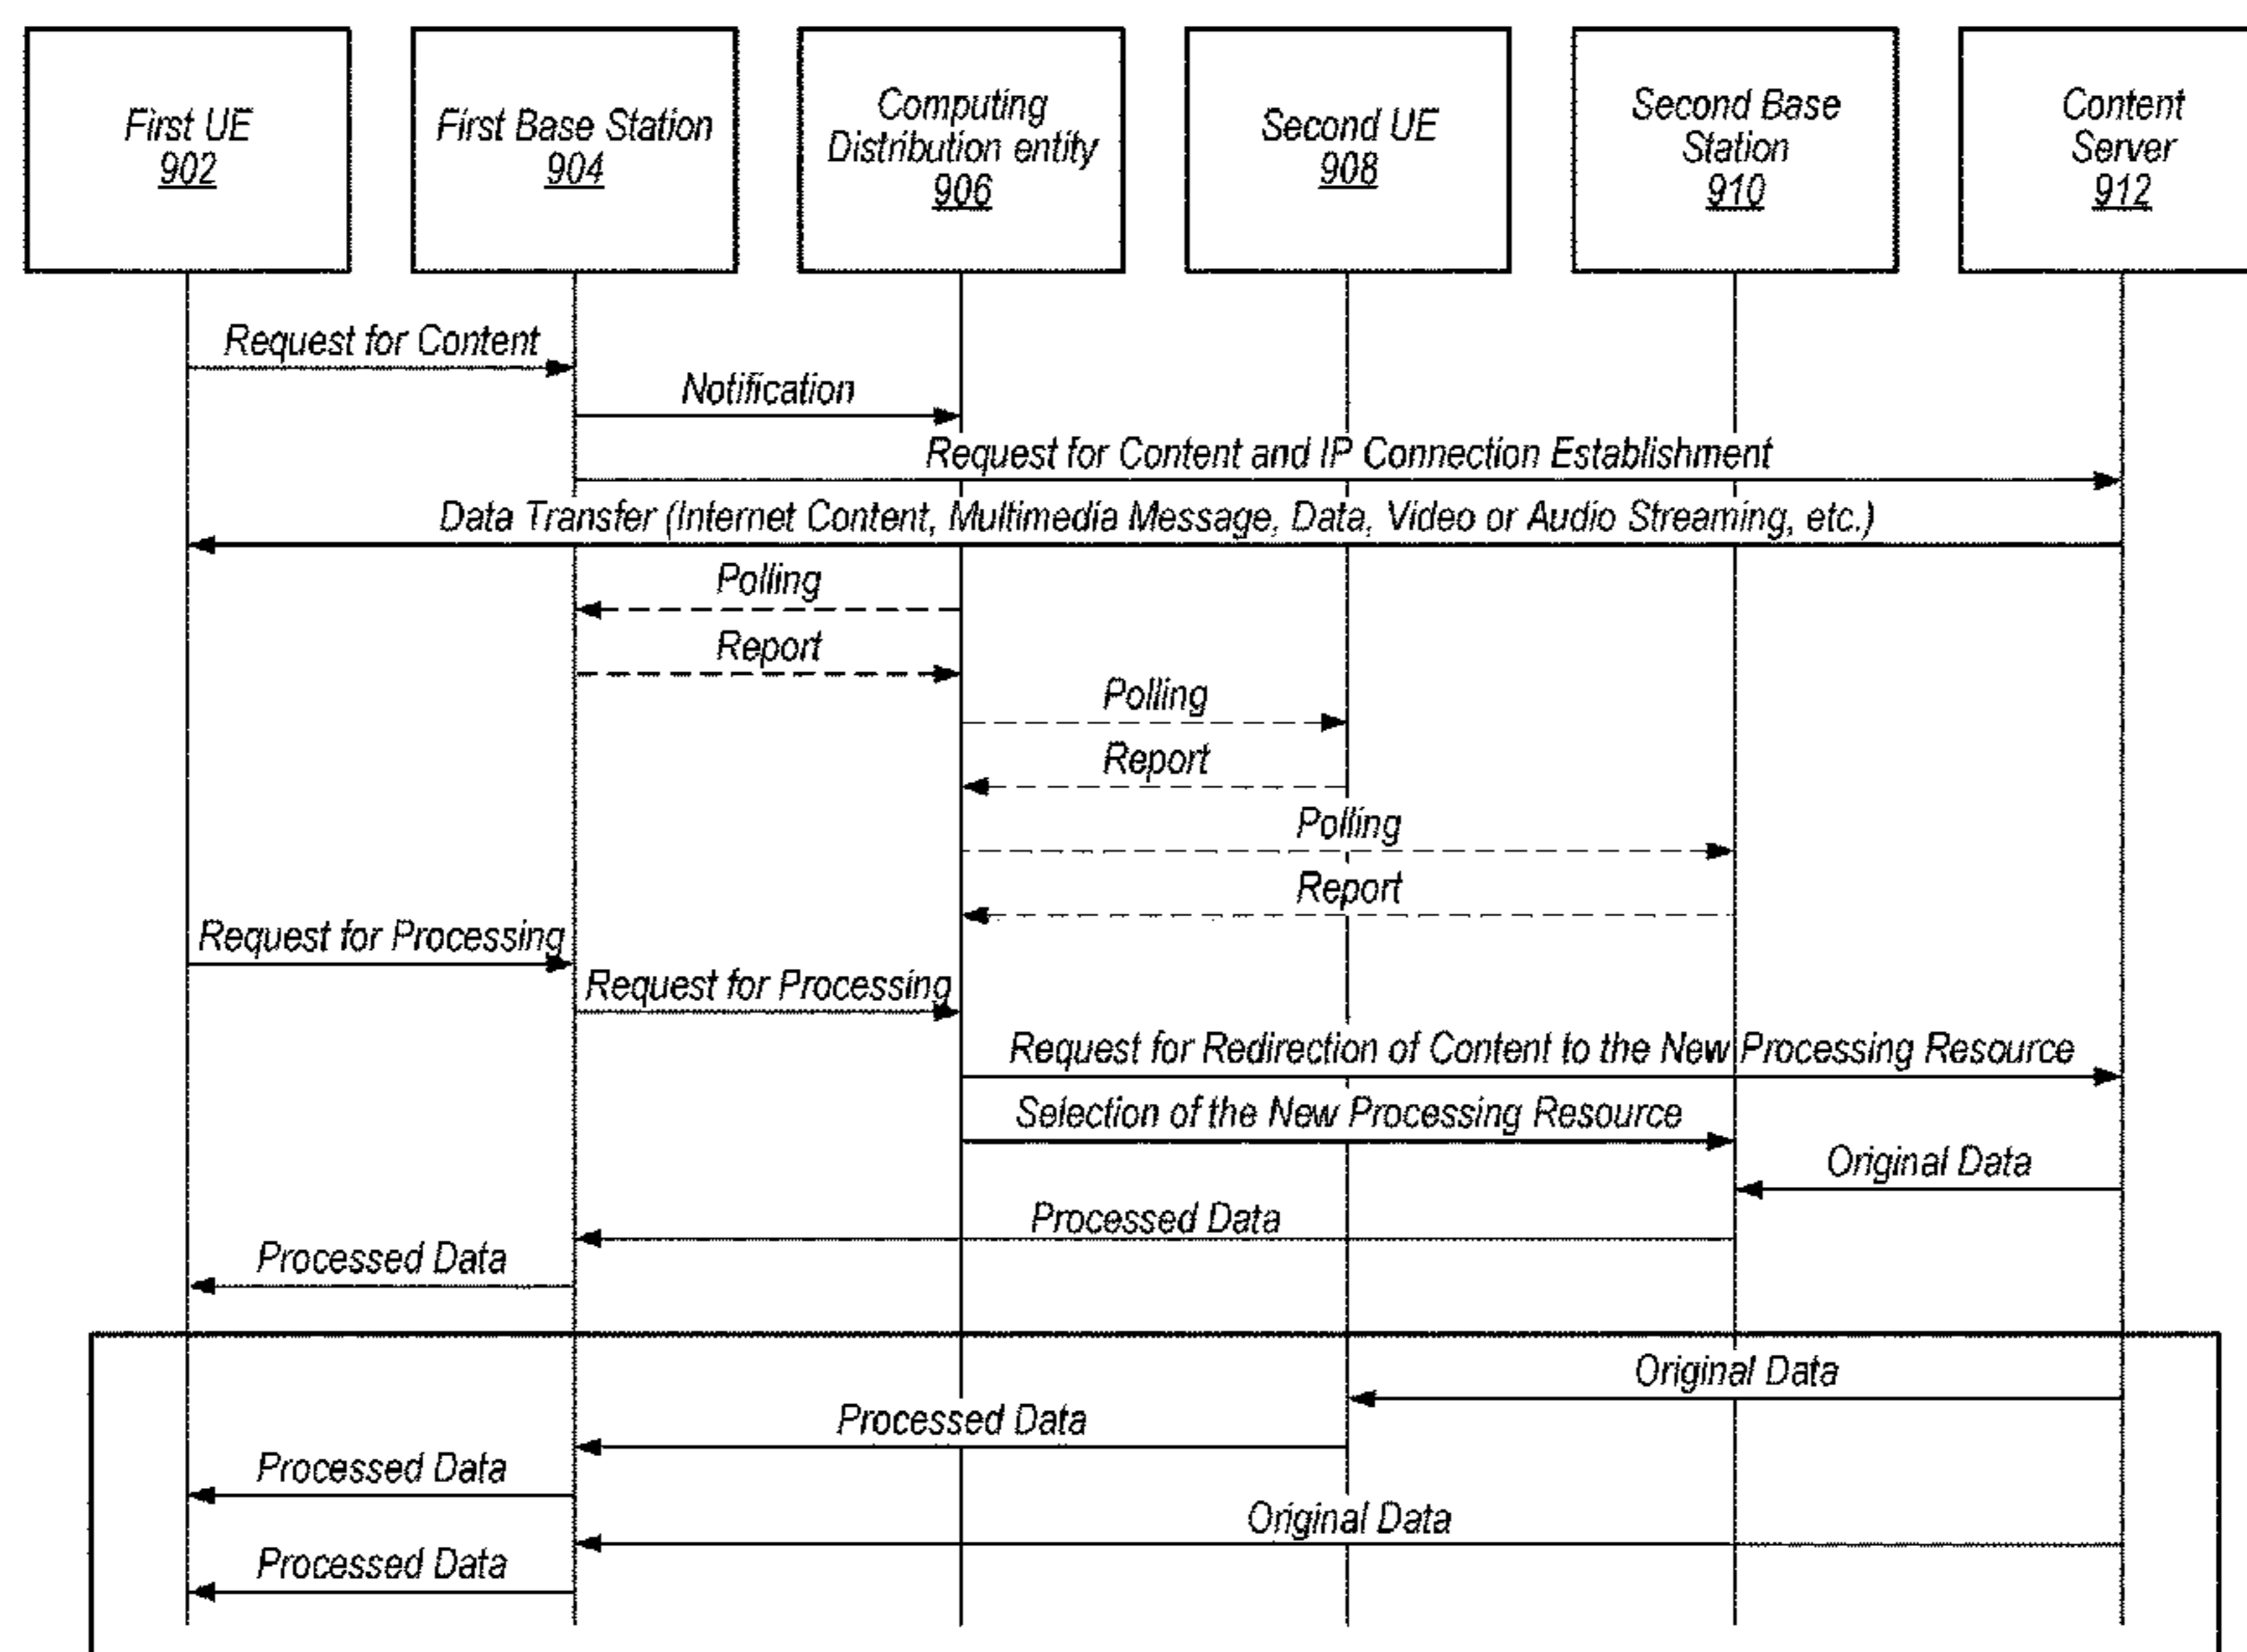 First UE
902
First Base Station
904
Computing
Distribution entity
906
Second UE
908
Second Base
Station
910
Content
Server
912
Request for Content
Notification
Request for Content and IP Connection Establishment
Data Transfer (Internet Content, Multimedia Message, Data, Video or Audio Streaming, etc.)
Polling
Report
Polling
Report
Polling
Report
Request for Processing
Request for Processing
Request for Redirection of Content to the New Processing Resource
Selection of the New Processing Resource
Original Data
Processed Data
Processed Data
Original Data
Processed Data
Processed Data
Original Data
Processed Data